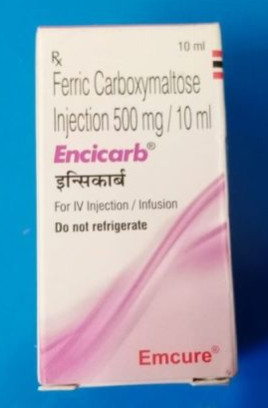 Rx 10 ml
Ferric Carboxymaltose
Injection 500 mg / 10 ml
Encicarb®
इन्सिकार्ब
For IV Injection / Infusion
Do not refrigerate
Emcure®